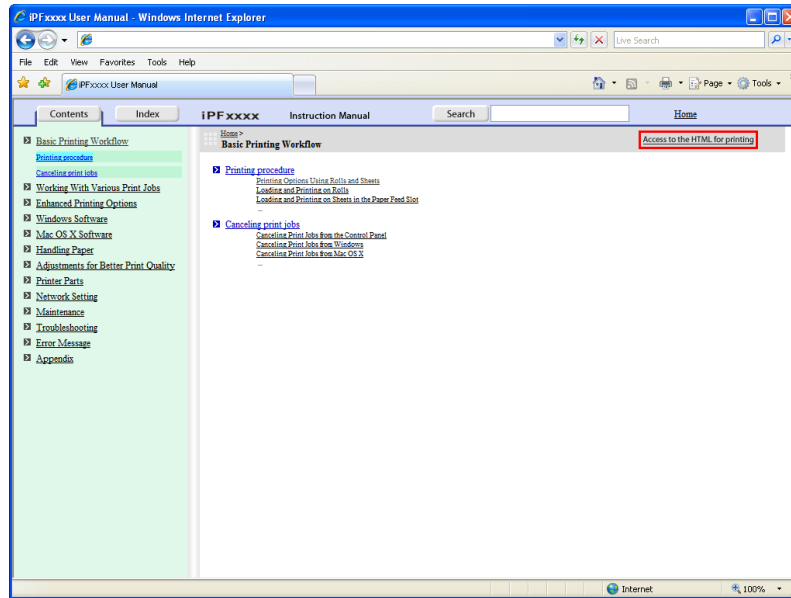 iPFxxxx User Manual - Windows Internet Explorer
Live Search
File Edit View Favorites Tools Help
iPFxxxx User Manual
Page Tools
Contents Index iPFxxxx Instruction Manual Search Home
Home >
Basic Printing Workflow
Access to the HTML for printing
Basic Printing Workflow
Printing procedure
Canceling print jobs
Working With Various Print Jobs
Enhanced Printing Options
Windows Software
Mac OS X Software
Handling Paper
Adjustments for Better Print Quality
Printer Parts
Network Setting
Maintenance
Troubleshooting
Error Message
Appendix
Printing procedure
Printing Options Using Rolls and Sheets
Loading and Printing on Rolls
Loading and Printing on Sheets in the Paper Feed Slot
...
Canceling print jobs
Canceling Print Jobs from the Control Panel
Canceling Print Jobs from Windows
Canceling Print Jobs from Mac OS X
...
Internet 100%